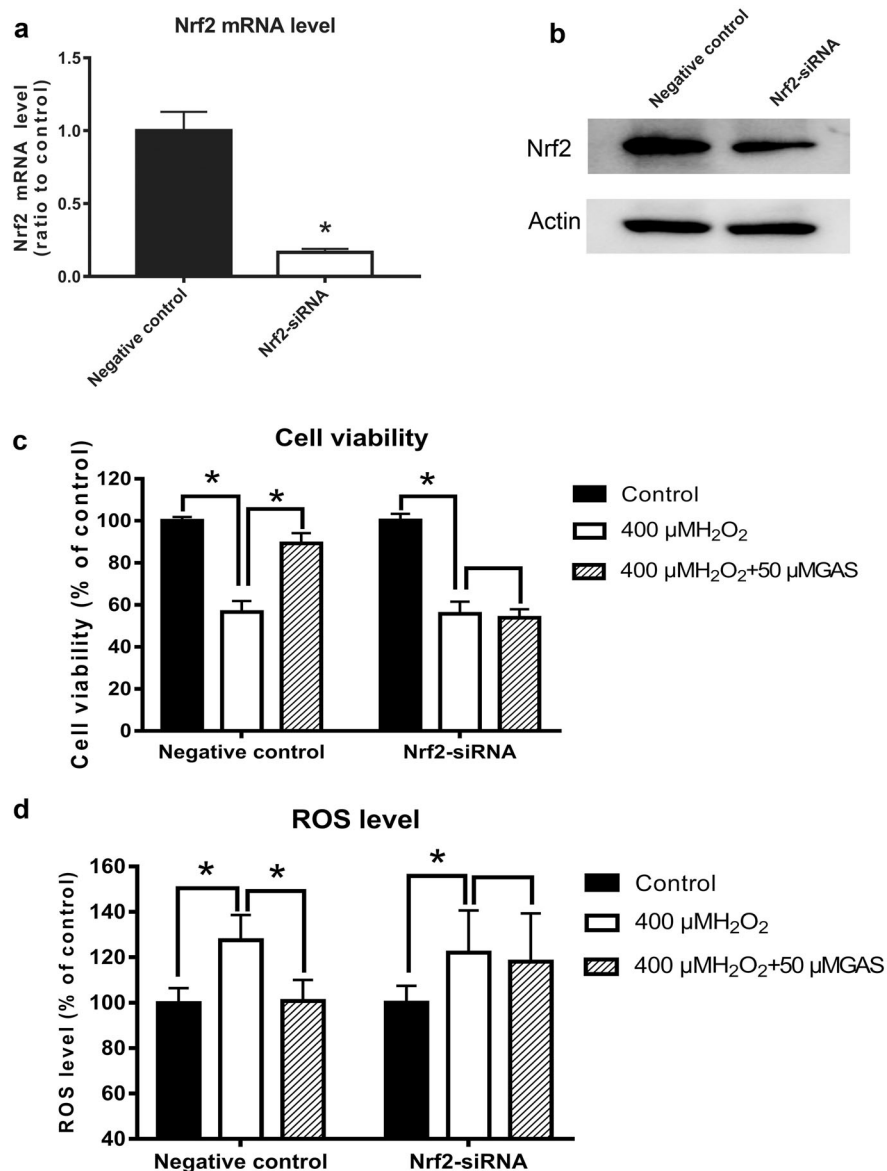 a
Nrf2 mRNA level
Nrf2 mRNA level
(ratio to control)
1.5
1.0
0.5
0.0
*
Negative control
Nrf2-siRNA
b
Negative control
Nrf2-siRNA
Nrf2
Actin
c
Cell viability
Cell viability (% of control)
120
100
80
60
40
20
0
* * *
Negative control
Nrf2-siRNA
Control
400 µMH₂O₂
400 µMH₂O₂+50 µMGAS
d
ROS level
ROS level (% of control)
160
140
120
100
80
60
40
* * *
Negative control
Nrf2-siRNA
Control
400 µMH₂O₂
400 µMH₂O₂+50 µMGAS